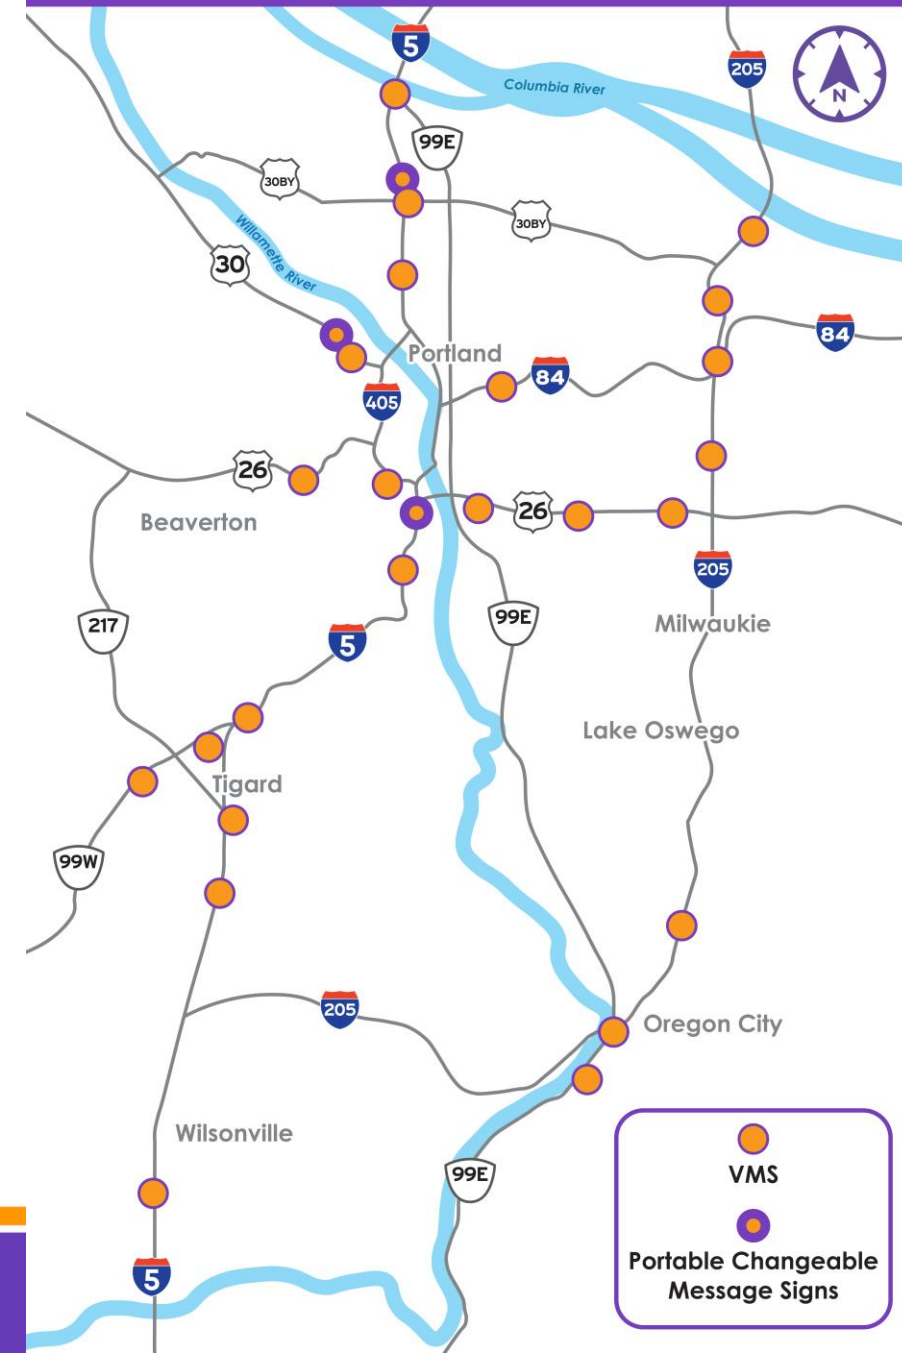 5
205
Columbia River
N
99E
30BY
30BY
Willamette River
30
84
Portland
84
405
26
26
Beaverton
205
99E
Milwaukie
217
5
Lake Oswego
Tigard
99W
205
Oregon City
Wilsonville
99E
5
VMS
Portable Changeable
Message Signs